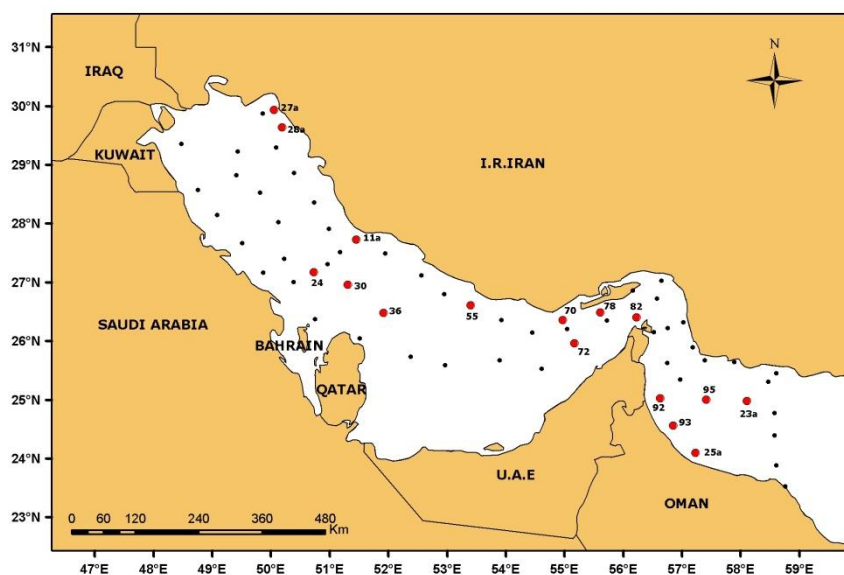 N
31°N
IRAQ
30°N
27a
28a
KUWAIT
29°N
I.R.IRAN
28°N
11a
27°N
24
30
SAUDI ARABIA
36
55
70
78
82
26°N
BAHRAIN
72
QATAR
25°N
92
95
23a
93
24°N
25a
U.A.E
OMAN
23°N
0 60 120 240 360 480
Km
47°E 48°E 49°E 50°E 51°E 52°E 53°E 54°E 55°E 56°E 57°E 58°E 59°E